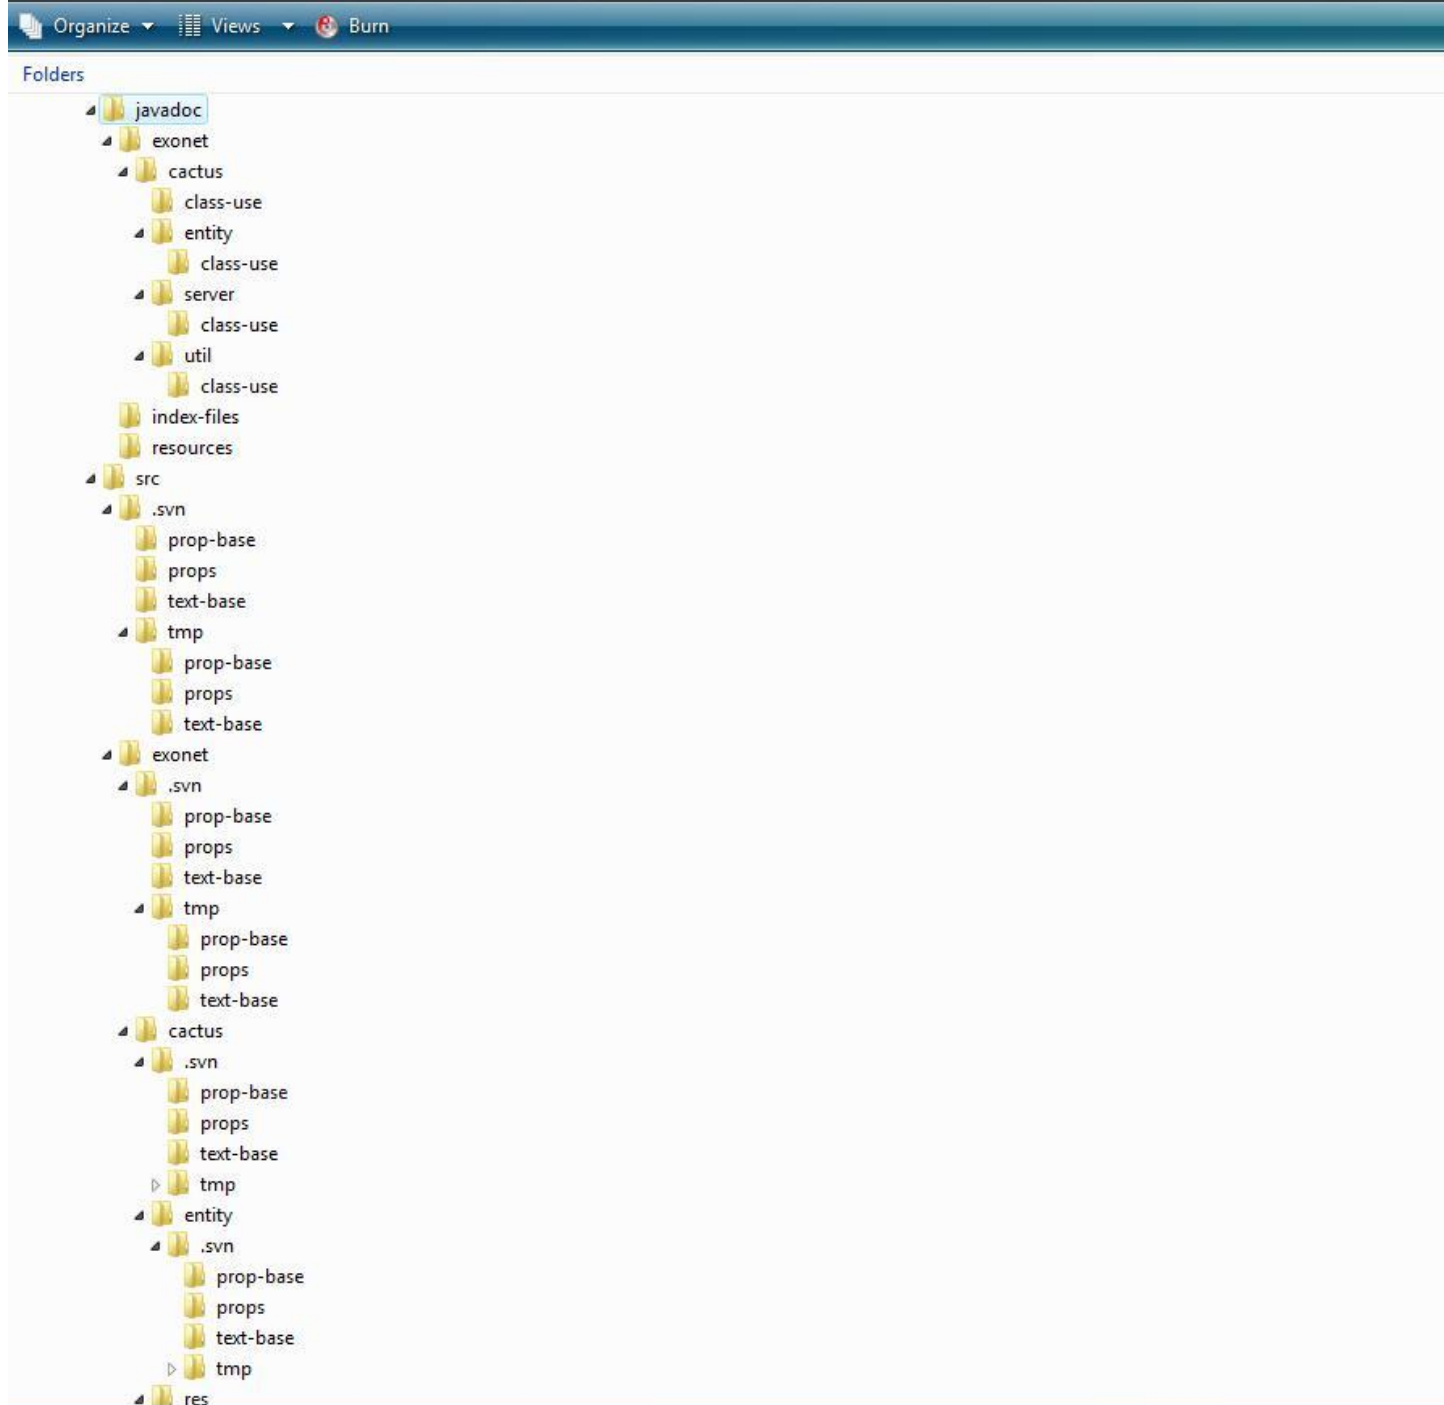 Organize Views Burn
Folders
javadoc
exonet
cactus
class-use
entity
class-use
server
class-use
util
class-use
index-files
resources
src
.svn
prop-base
props
text-base
tmp
prop-base
props
text-base
exonet
.svn
prop-base
props
text-base
tmp
prop-base
props
text-base
cactus
.svn
prop-base
props
text-base
tmp
entity
.svn
prop-base
props
text-base
tmp
res